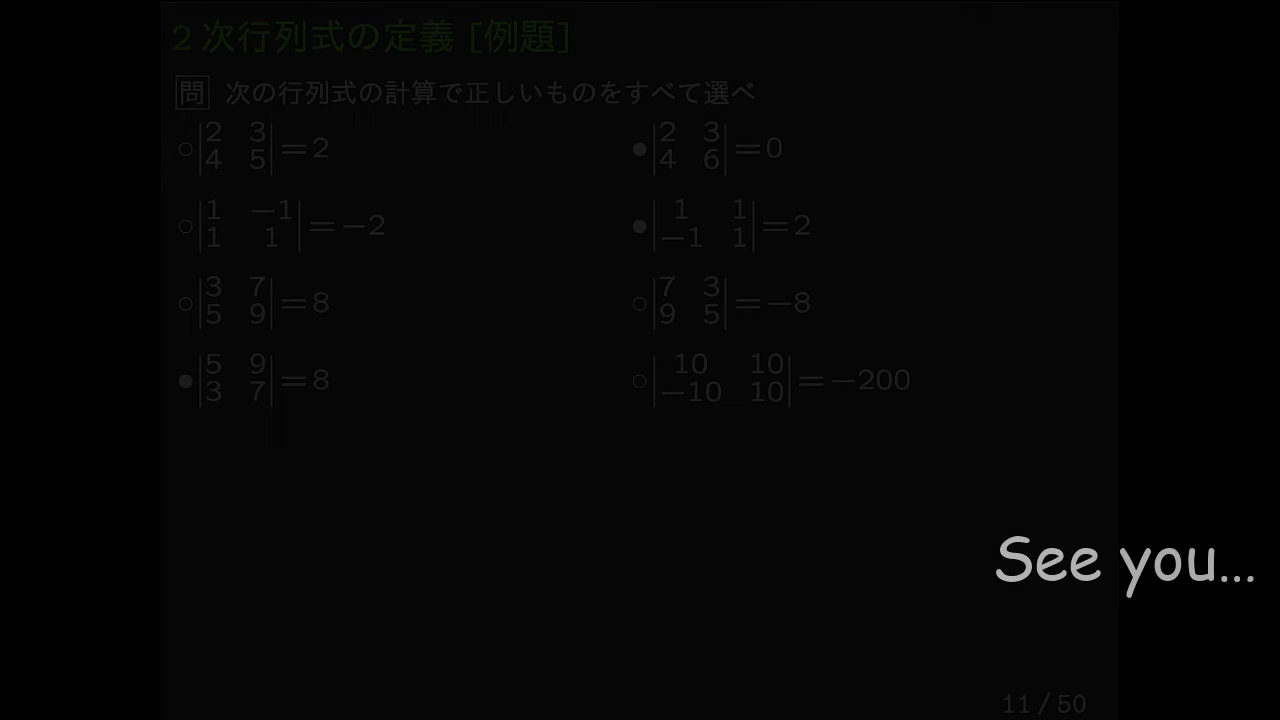 2 次行列式の定義 [例題]
問 次の行列式の計算で正しいものをすべて選べ
○ |2 3| = 2
|4 5|
● |2 3| = 0
|4 6|
○ |1 −1| = −2
|1 1|
● |1 1| = 2
|−1 1|
○ |3 7| = 8
|5 9|
○ |7 3| = −8
|9 5|
● |5 9| = 8
|3 7|
○ |10 10| = −200
|−10 10|
See you...
11 / 50